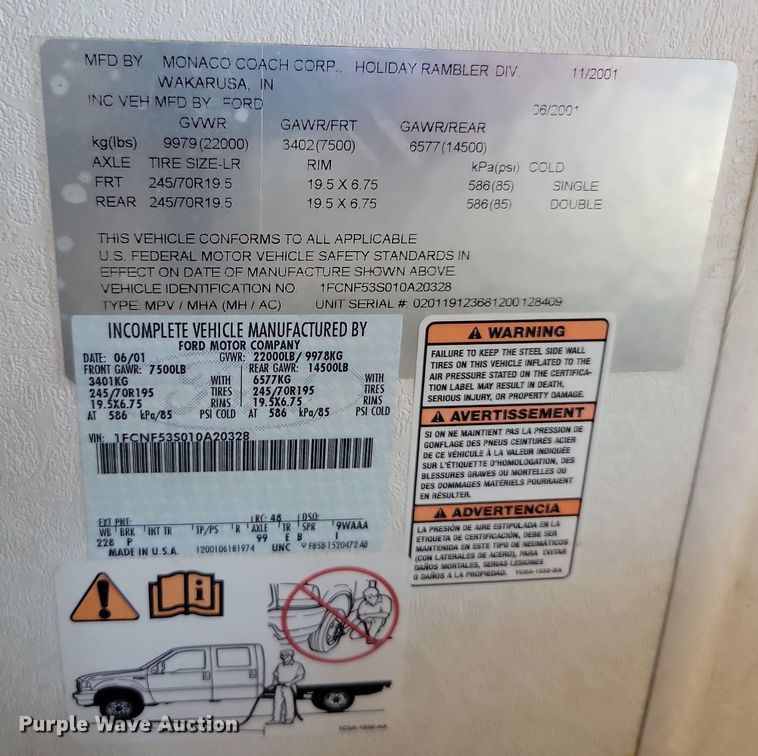 MFD BY MONACO COACH CORP., HOLIDAY RAMBLER DIV. 11/2001
WAKARUSA, IN
INC VEH MFD BY FORD 06/2001
GVWR GAWR/FRT GAWR/REAR
kg(lbs) 9979 (22000) 3402(7500) 6577(14500)
AXLE TIRE SIZE-LR RIM kPa(psi) COLD
FRT 245/70R19.5 19.5 X 6.75 586(85) SINGLE
REAR 245/70R19.5 19.5 X 6.75 586(85) DOUBLE
THIS VEHICLE CONFORMS TO ALL APPLICABLE
U.S. FEDERAL MOTOR VEHICLE SAFETY STANDARDS IN
EFFECT ON DATE OF MANUFACTURE SHOWN ABOVE.
VEHICLE IDENTIFICATION NO. 1FCNF53S010A20328
TYPE. MPV / MHA (MH / AC) UNIT SERIAL #: 020119123681200128409
INCOMPLETE VEHICLE MANUFACTURED BY
FORD MOTOR COMPANY
DATE: 06/01 GVWR: 22000LB/ 9978KG
FRONT GAWR: 7500LB REAR GAWR: 14500LB
3401KG WITH 6577KG WITH
245/70R195 TIRES 245/70R195 TIRES
19.5X6.75 RIMS 19.5X6.75 RIMS
AT 586 kPa/85 PSI COLD AT 586 kPa/85 PSI COLD
VIN: 1FCNF53S010A20328
EXT PNT: RC: 48 DSO:
WB BRK INT TR TP/PS R AXLE TR SPR 9WAAA
228 P 99 E B I
MADE IN U.S.A. 1200106181974 UNC F85B-1520472-AB
WARNING
FAILURE TO KEEP THE STEEL SIDE WALL
TIRES ON THIS VEHICLE INFLATED TO THE
AIR PRESSURE STATED ON THE CERTIFICA-
TION LABEL MAY RESULT IN DEATH,
SERIOUS INJURY, OR PROPERTY DAMAGE.
AVERTISSEMENT
SI ON NE MAINTIENT PAS LA PRESSION DE
GONFLAGE DES PNEUS CEINTURÉS ACIER
DE CE VÉHICULE À LA VALEUR INDIQUÉE
SUR L'ÉTIQUETTE D'HOMOLOGATION, DES
BLESSURES GRAVES OU MORTELLES OU
DES DOMMAGES MATÉRIELS POURRAIENT
EN RÉSULTER.
ADVERTENCIA
LA PRESIÓN DE AIRE ESTIPULADA EN LA
ETIQUETA DE CERTIFICACIÓN, DEBE SER
MANTENIDA EN ESTE TIPO DE NEUMÁTICOS
(CON LATERALES DE ACERO), PARA EVITAR
DAÑOS MORTALES, SERIAS LESIONES
O DAÑOS A LA PROPIEDAD.
Purple Wave Auction